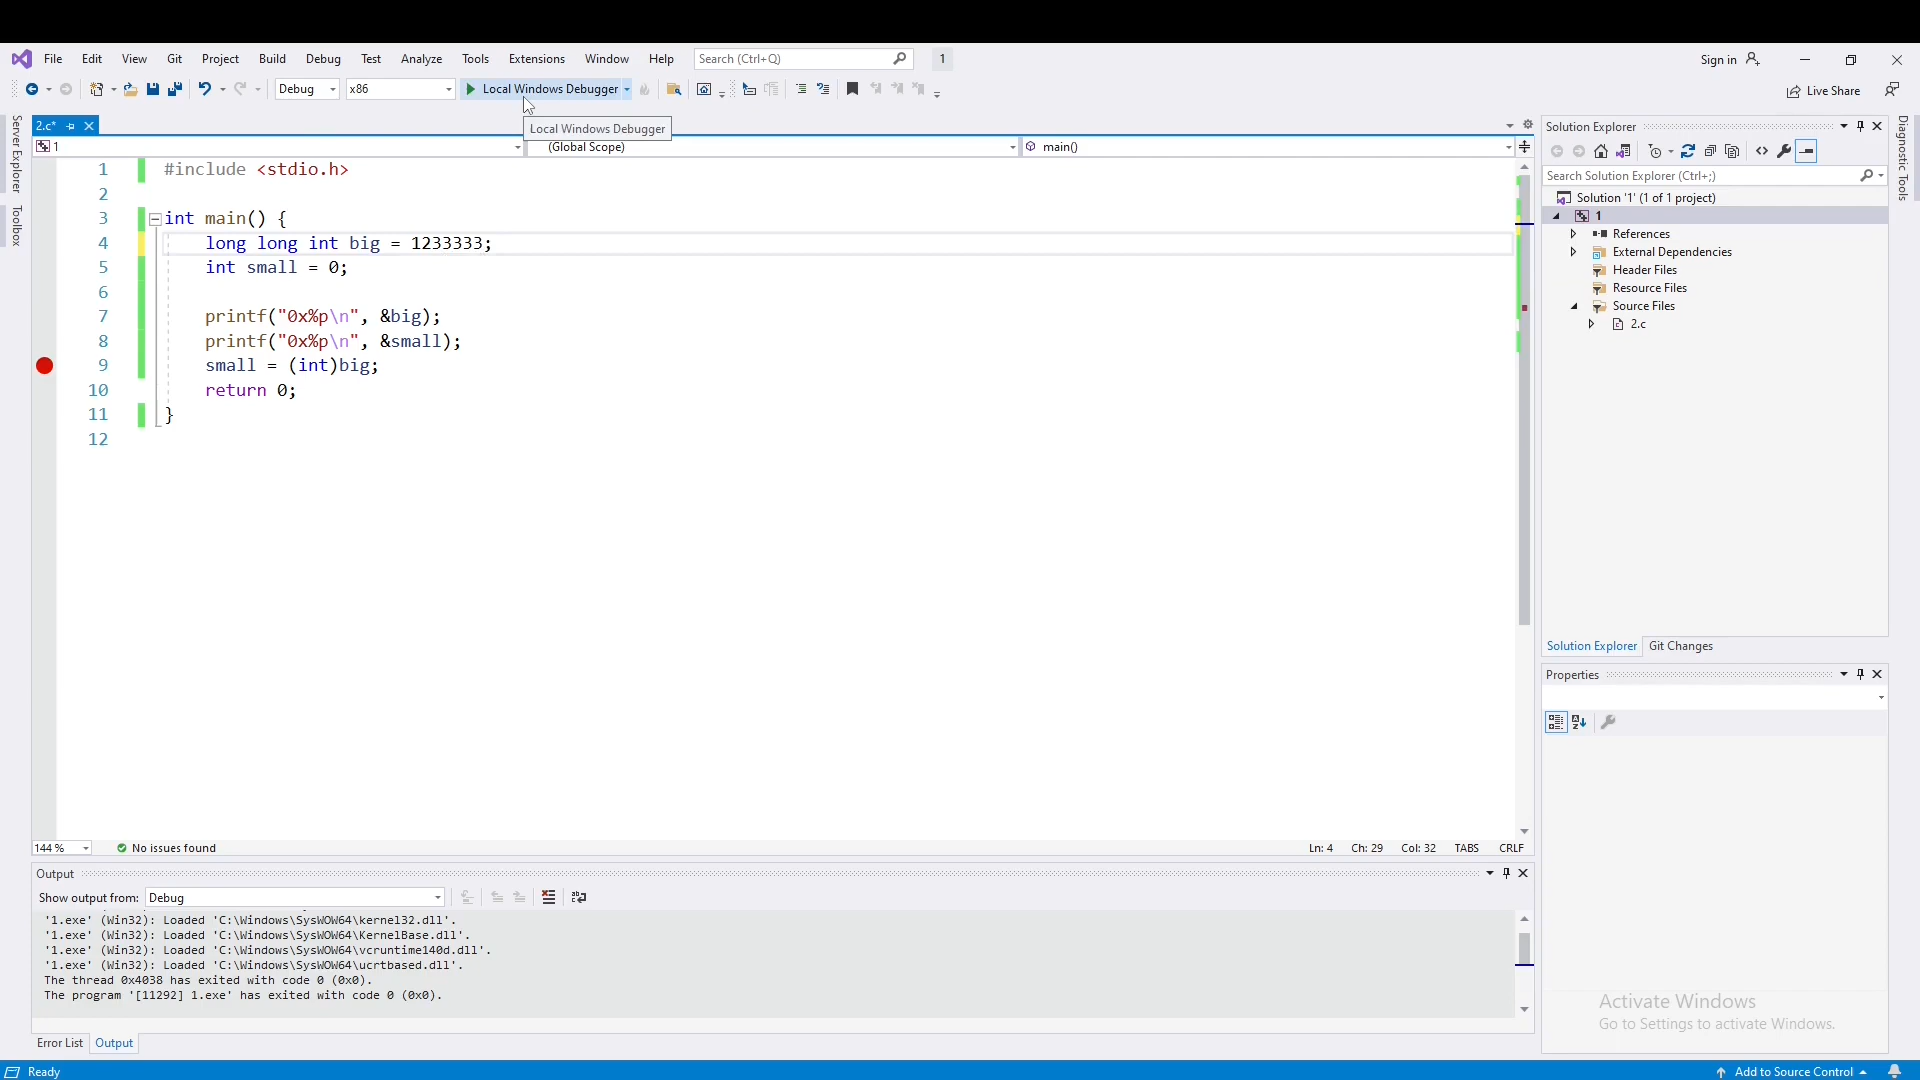 File Edit View Git Project Build Debug Test Analyze Tools Extensions Window Help Search (Ctrl+Q) 1 Sign in
Debug x86 Local Windows Debugger Live Share
Local Windows Debugger
2.c*
1 (Global Scope) main()
1 #include <stdio.h>
2
3 int main() {
4 long long int big = 1233333;
5 int small = 0;
6
7 printf("0x%p\n", &big);
8 printf("0x%p\n", &small);
9 small = (int)big;
10 return 0;
11 }
12
Server Explorer
Toolbox
144 % No issues found Ln: 4 Ch: 29 Col: 32 TABS CRLF
Output
Show output from: Debug
'1.exe' (Win32): Loaded 'C:\Windows\SysWOW64\kernel32.dll'.
'1.exe' (Win32): Loaded 'C:\Windows\SysWOW64\KernelBase.dll'.
'1.exe' (Win32): Loaded 'C:\Windows\SysWOW64\vcruntime140d.dll'.
'1.exe' (Win32): Loaded 'C:\Windows\SysWOW64\ucrtbased.dll'.
The thread 0x4038 has exited with code 0 (0x0).
The program '[11292] 1.exe' has exited with code 0 (0x0).
Error List Output
Solution Explorer
Search Solution Explorer (Ctrl+;)
Solution '1' (1 of 1 project)
1
References
External Dependencies
Header Files
Resource Files
Source Files
2.c
Solution Explorer Git Changes
Properties
Diagnostic Tools
Activate Windows
Go to Settings to activate Windows.
Ready Add to Source Control